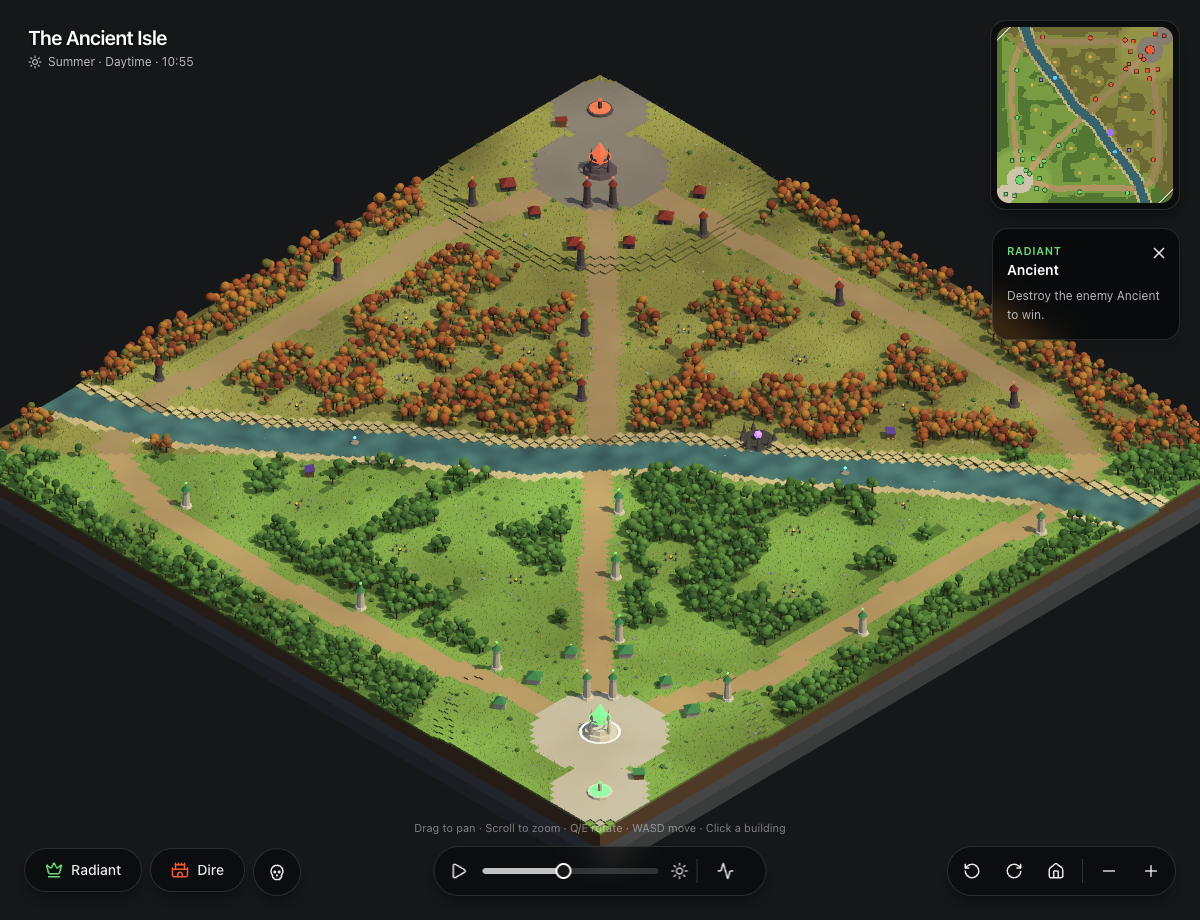 The Ancient Isle
Summer · Daytime · 10:55
RADIANT
Ancient
Destroy the enemy Ancient
to win.
Drag to pan · Scroll to zoom · Q/E rotate · WASD move · Click a building
Radiant
Dire